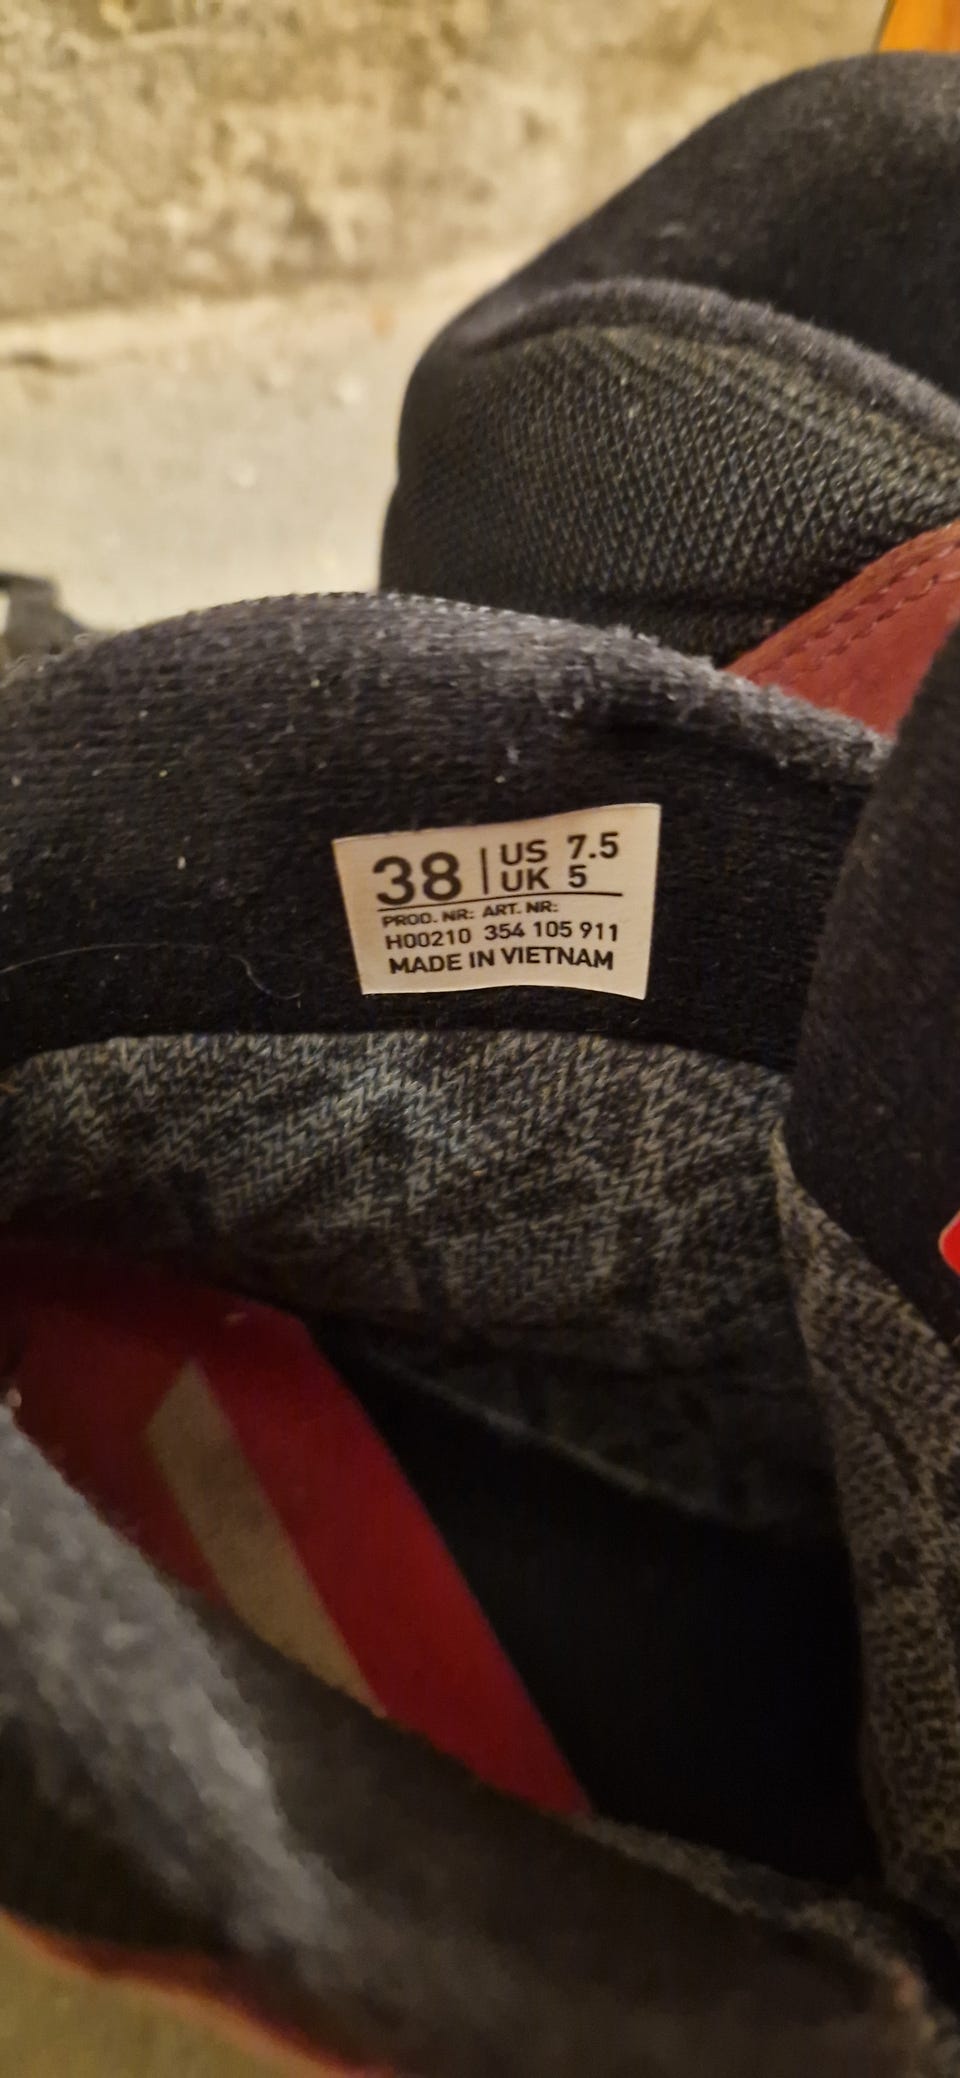 38 | US 7.5
UK 5
PROD. NR: ART. NR:
H00210 354 105 911
MADE IN VIETNAM